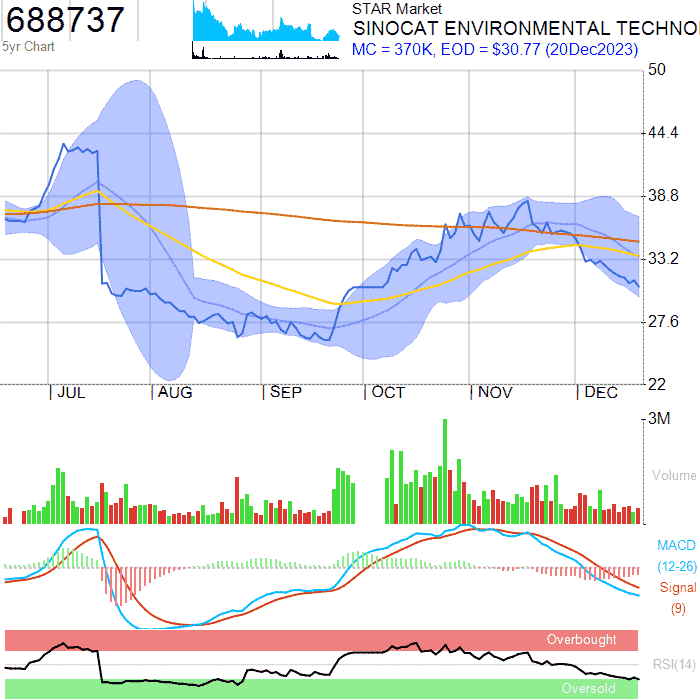 688737
5yr Chart
STAR Market
SINOCAT ENVIRONMENTAL TECHNO
MC = 370K, EOD = $30.77 (20Dec2023)
50
44.4
38.8
33.2
27.6
22
JUL AUG SEP OCT NOV DEC
3M
Volume
MACD
(12-26)
Signal
(9)
Overbought
RSI(14)
Oversold